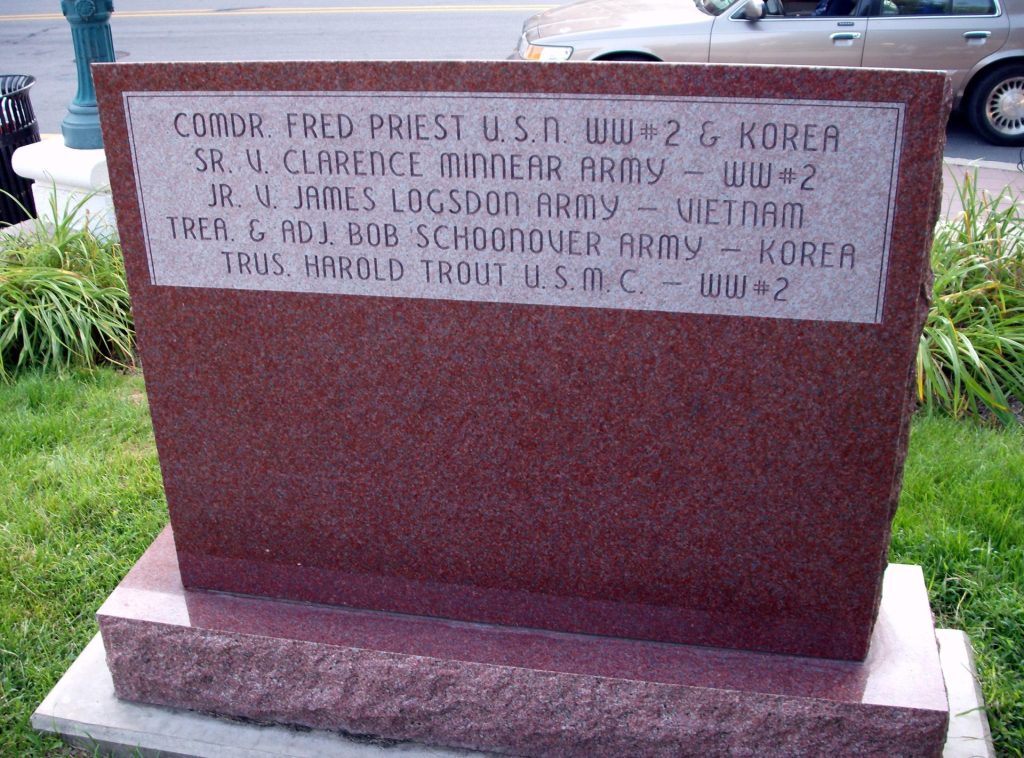 COMDR. FRED PRIEST U.S.N. WW#2 & KOREA
SR. V. CLARENCE MINNEAR ARMY – WW#2
JR. V. JAMES LOGSDON ARMY – VIETNAM
TREA. & ADJ. BOB SCHOONOVER ARMY – KOREA
TRUS. HAROLD TROUT U.S.M.C. – WW#2